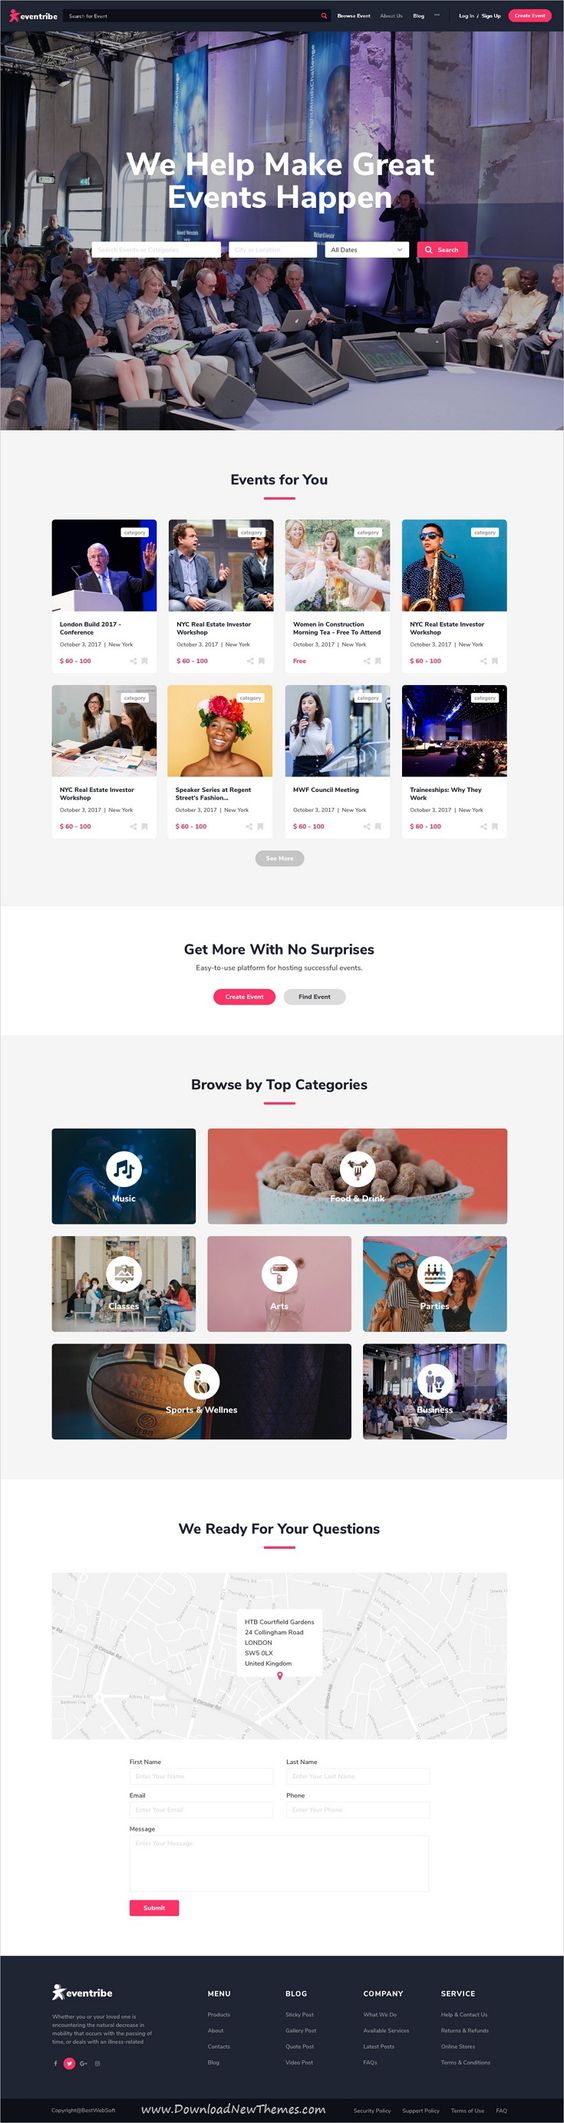 eventribe
Search for Event
Browse Event
About Us
Blog
Log In / Sign Up
Create Event
We Help Make Great
Events Happen
Search Events or Categories
City or Location
All Dates
Search
Events for You
category
category
category
category
London Build 2017 -
Conference
October 3, 2017 | New York
$ 60 - 100
NYC Real Estate Investor
Workshop
October 3, 2017 | New York
$ 60 - 100
Women in Construction
Morning Tea - Free To Attend
October 3, 2017 | New York
Free
NYC Real Estate Investor
Workshop
October 3, 2017 | New York
$ 60 - 100
category
category
category
category
NYC Real Estate Investor
Workshop
October 3, 2017 | New York
$ 60 - 100
Speaker Series at Regent
Street's Fashion...
October 3, 2017 | New York
$ 60 - 100
MWF Council Meeting
October 3, 2017 | New York
$ 60 - 100
Traineeships: Why They
Work
October 3, 2017 | New York
$ 60 - 100
See More
Get More With No Surprises
Easy-to-use platform for hosting successful events.
Create Event
Find Event
Browse by Top Categories
Music
Food & Drink
Classes
Arts
Parties
Sports & Wellnes
Business
We Ready For Your Questions
HTB Courtfield Gardens
24 Collingham Road
LONDON
SW5 0LX
United Kingdom
First Name
Last Name
Enter Your Name
Enter Your Last Name
Email
Phone
Enter Your Email
Enter Your Phone
Message
Enter Your Message
Submit
eventribe
Whether you or your loved one is
encountering the natural decrease in
mobility that occurs with the passing of
time, or deals with an illness-related
MENU
Products
About
Contacts
Blog
BLOG
Sticky Post
Gallery Post
Quote Post
Video Post
COMPANY
What We Do
Available Services
Latest Posts
FAQs
SERVICE
Help & Contact Us
Returns & Refunds
Online Stores
Terms & Conditions
Copyright@BestWebSoft
www.DownloadNewThemes.com
Security Policy
Support Policy
Terms of Use
FAQ